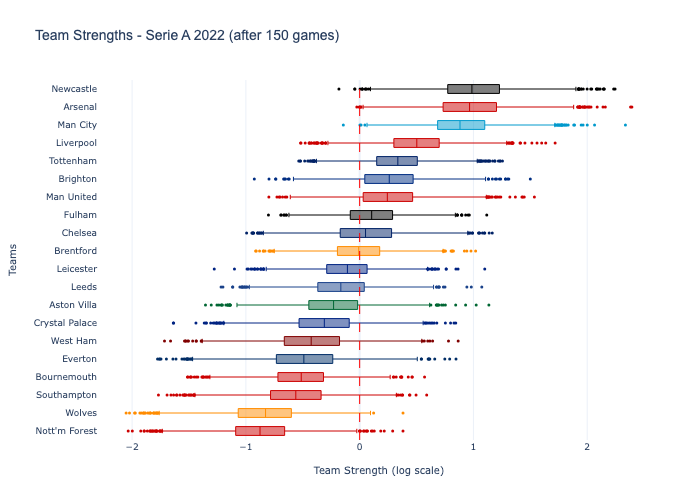 Team Strengths - Serie A 2022 (after 150 games)
Newcastle
Arsenal
Man City
Liverpool
Tottenham
Brighton
Man United
Fulham
Chelsea
Brentford
Leicester
Leeds
Aston Villa
Crystal Palace
West Ham
Everton
Bournemouth
Southampton
Wolves
Nott'm Forest
Teams
−2 −1 0 1 2
Team Strength (log scale)